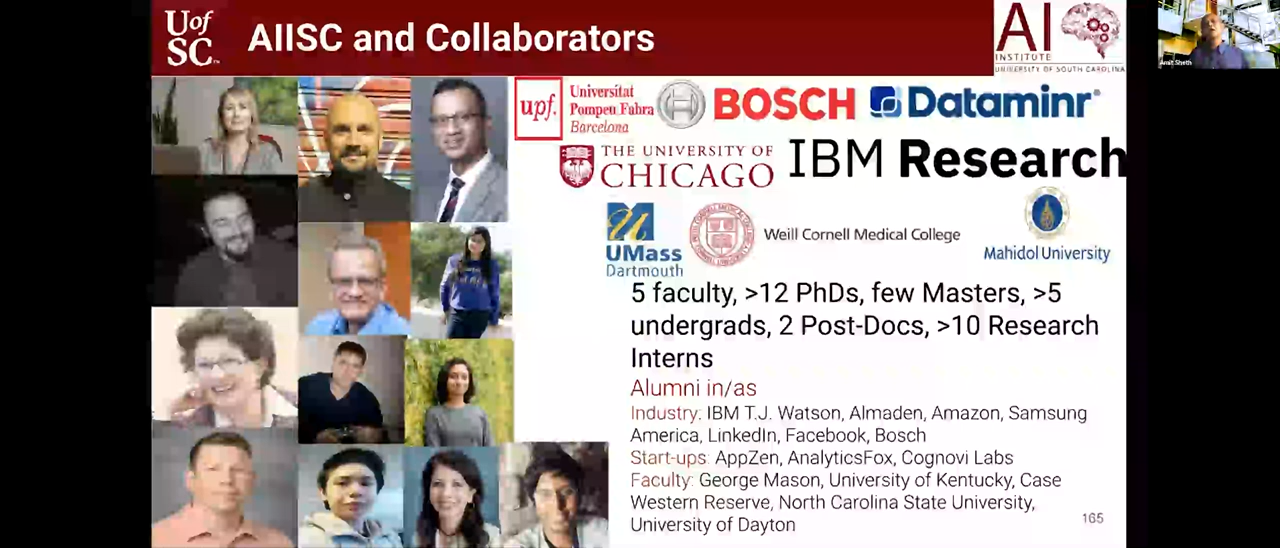 UofSC
AIISC and Collaborators
AI
INSTITUTE
UNIVERSITY OF SOUTH CAROLINA
Amit Sheth
upf.
Universitat
Pompeu Fabra
Barcelona
BOSCH
Dataminr
THE UNIVERSITY OF
CHICAGO
IBM Research
UMass
Dartmouth
Weill Cornell Medical College
Mahidol University
5 faculty, >12 PhDs, few Masters, >5
undergrads, 2 Post-Docs, >10 Research
Interns
Alumni in/as
Industry: IBM T.J. Watson, Almaden, Amazon, Samsung
America, LinkedIn, Facebook, Bosch
Start-ups: AppZen, AnalyticsFox, Cognovi Labs
Faculty: George Mason, University of Kentucky, Case
Western Reserve, North Carolina State University,
University of Dayton
165